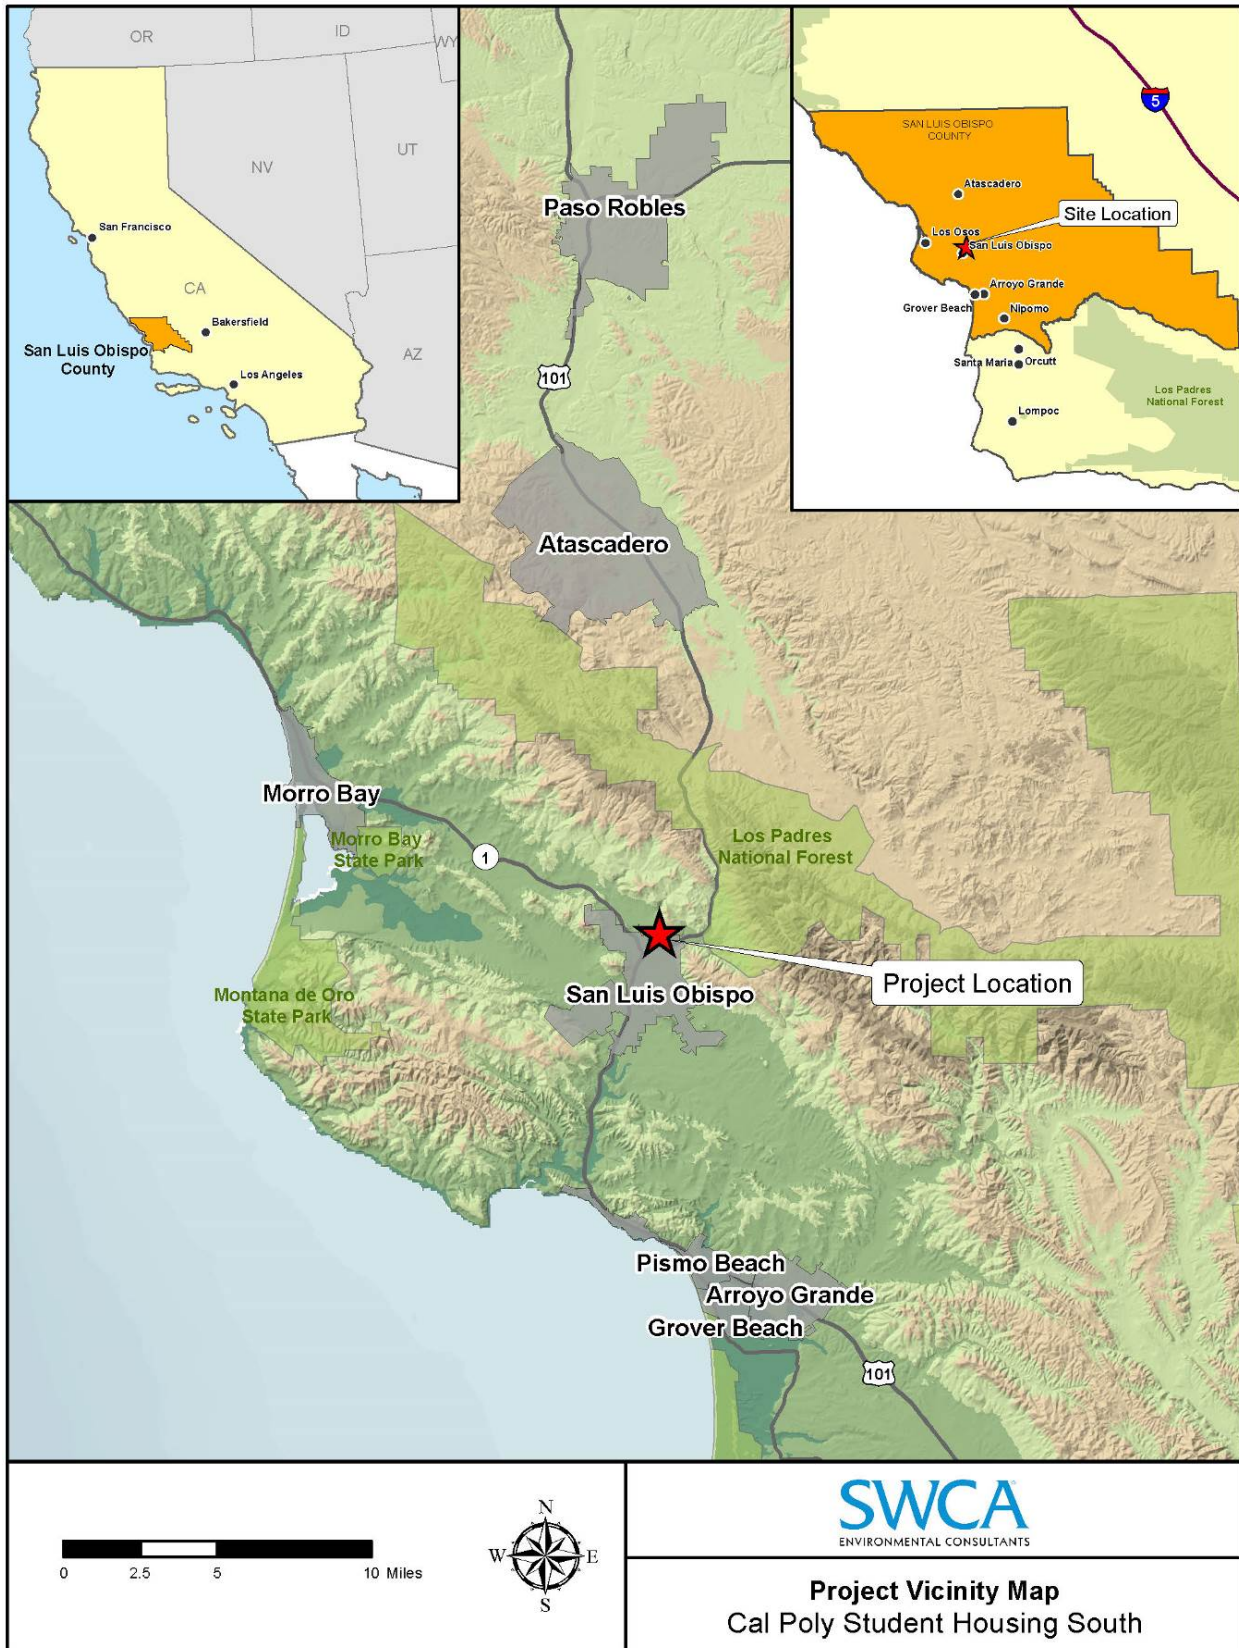 OR
ID
WY
NV
UT
San Francisco
CA
Bakersfield
San Luis Obispo
County
AZ
Los Angeles
5
SAN LUIS OBISPO
COUNTY
Atascadero
Site Location
Los Osos
San Luis Obispo
Arroyo Grande
Grover Beach
Nipomo
Santa Maria
Orcutt
Los Padres
National Forest
Lompoc
Paso Robles
101
Atascadero
Morro Bay
Morro Bay
State Park
1
Los Padres
National Forest
Project Location
San Luis Obispo
Montana de Oro
State Park
Pismo Beach
Arroyo Grande
Grover Beach
101
0 2.5 5 10 Miles
N
W E
S
SWCA
ENVIRONMENTAL CONSULTANTS
Project Vicinity Map
Cal Poly Student Housing South